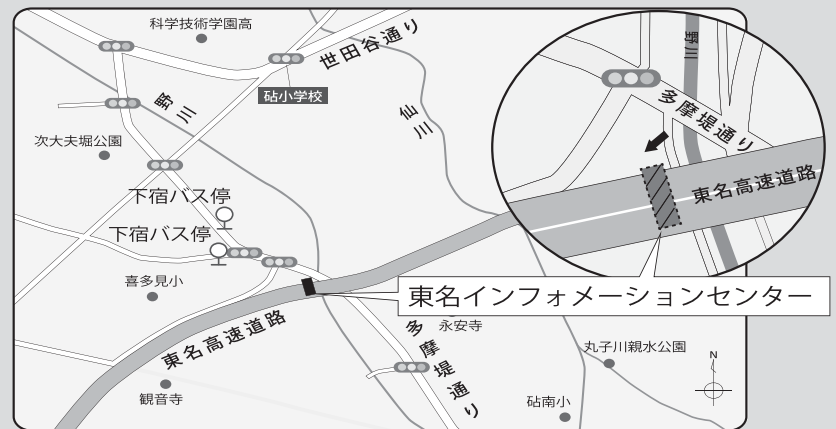 科学技術学園高
世田谷通り
砧小学校
野川
仙川
次大夫堀公園
下宿バス停
下宿バス停
喜多見小
東名高速道路
観音寺
多摩堤通り
永安寺
丸子川親水公園
砧南小
N
野川
多摩堤通り
東名高速道路
東名インフォメーションセンター